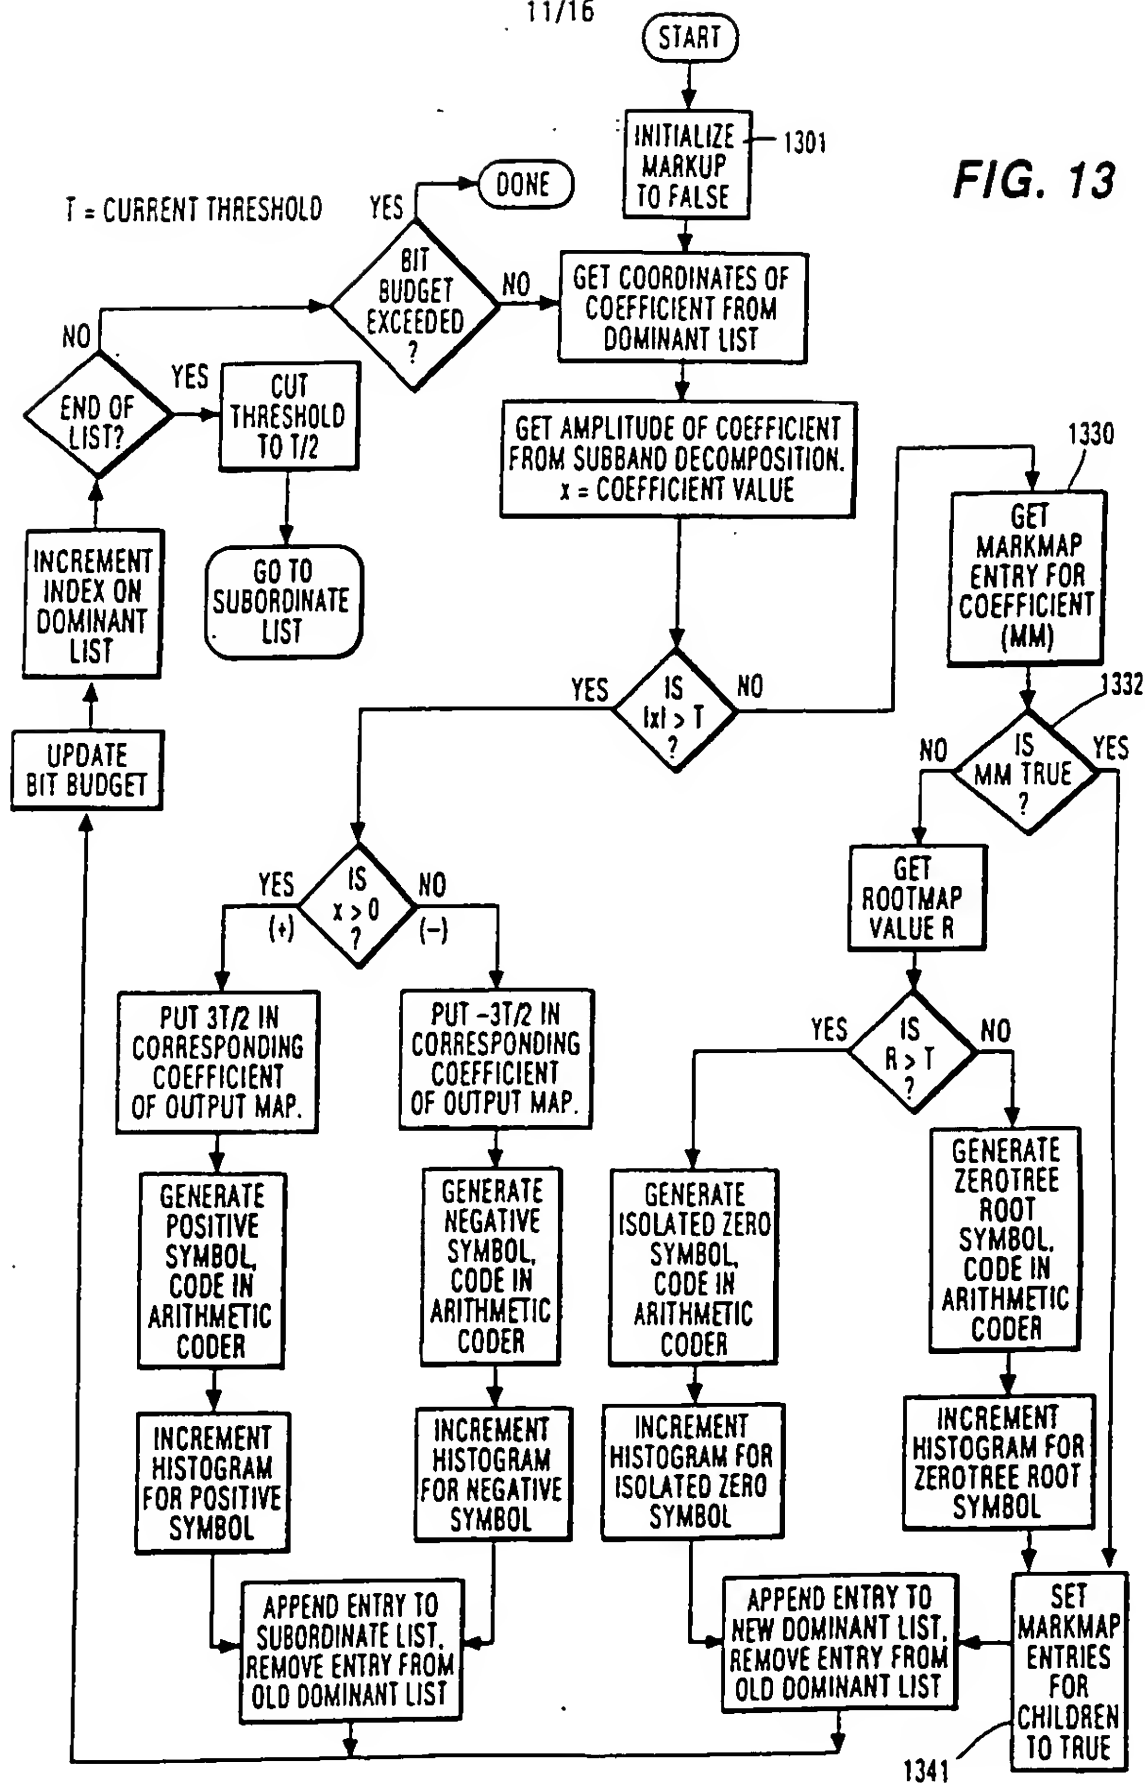 11/16
START
INITIALIZE
MARKUP
TO FALSE
1301
FIG. 13
DONE
T = CURRENT THRESHOLD
YES
BIT
BUDGET
EXCEEDED
?
NO
GET COORDINATES OF
COEFFICIENT FROM
DOMINANT LIST
NO
END OF
LIST?
YES
CUT
THRESHOLD
TO T/2
GET AMPLITUDE OF COEFFICIENT
FROM SUBBAND DECOMPOSITION.
x = COEFFICIENT VALUE
1330
GET
MARKMAP
ENTRY FOR
COEFFICIENT
(MM)
INCREMENT
INDEX ON
DOMINANT
LIST
GO TO
SUBORDINATE
LIST
YES
IS
|x| > T
?
NO
1332
UPDATE
BIT BUDGET
NO
IS
MM TRUE
?
YES
GET
ROOTMAP
VALUE R
YES
(+)
IS
x > 0
?
NO
(−)
PUT 3T/2 IN
CORRESPONDING
COEFFICIENT
OF OUTPUT MAP.
PUT −3T/2 IN
CORRESPONDING
COEFFICIENT
OF OUTPUT MAP.
YES
IS
R > T
?
NO
GENERATE
POSITIVE
SYMBOL,
CODE IN
ARITHMETIC
CODER
GENERATE
NEGATIVE
SYMBOL,
CODE IN
ARITHMETIC
CODER
GENERATE
ISOLATED ZERO
SYMBOL,
CODE IN
ARITHMETIC
CODER
GENERATE
ZEROTREE
ROOT
SYMBOL,
CODE IN
ARITHMETIC
CODER
INCREMENT
HISTOGRAM
FOR POSITIVE
SYMBOL
INCREMENT
HISTOGRAM
FOR NEGATIVE
SYMBOL
INCREMENT
HISTOGRAM FOR
ISOLATED ZERO
SYMBOL
INCREMENT
HISTOGRAM FOR
ZEROTREE ROOT
SYMBOL
APPEND ENTRY TO
SUBORDINATE LIST,
REMOVE ENTRY FROM
OLD DOMINANT LIST
APPEND ENTRY TO
NEW DOMINANT LIST,
REMOVE ENTRY FROM
OLD DOMINANT LIST
SET
MARKMAP
ENTRIES
FOR
CHILDREN
TO TRUE
1341